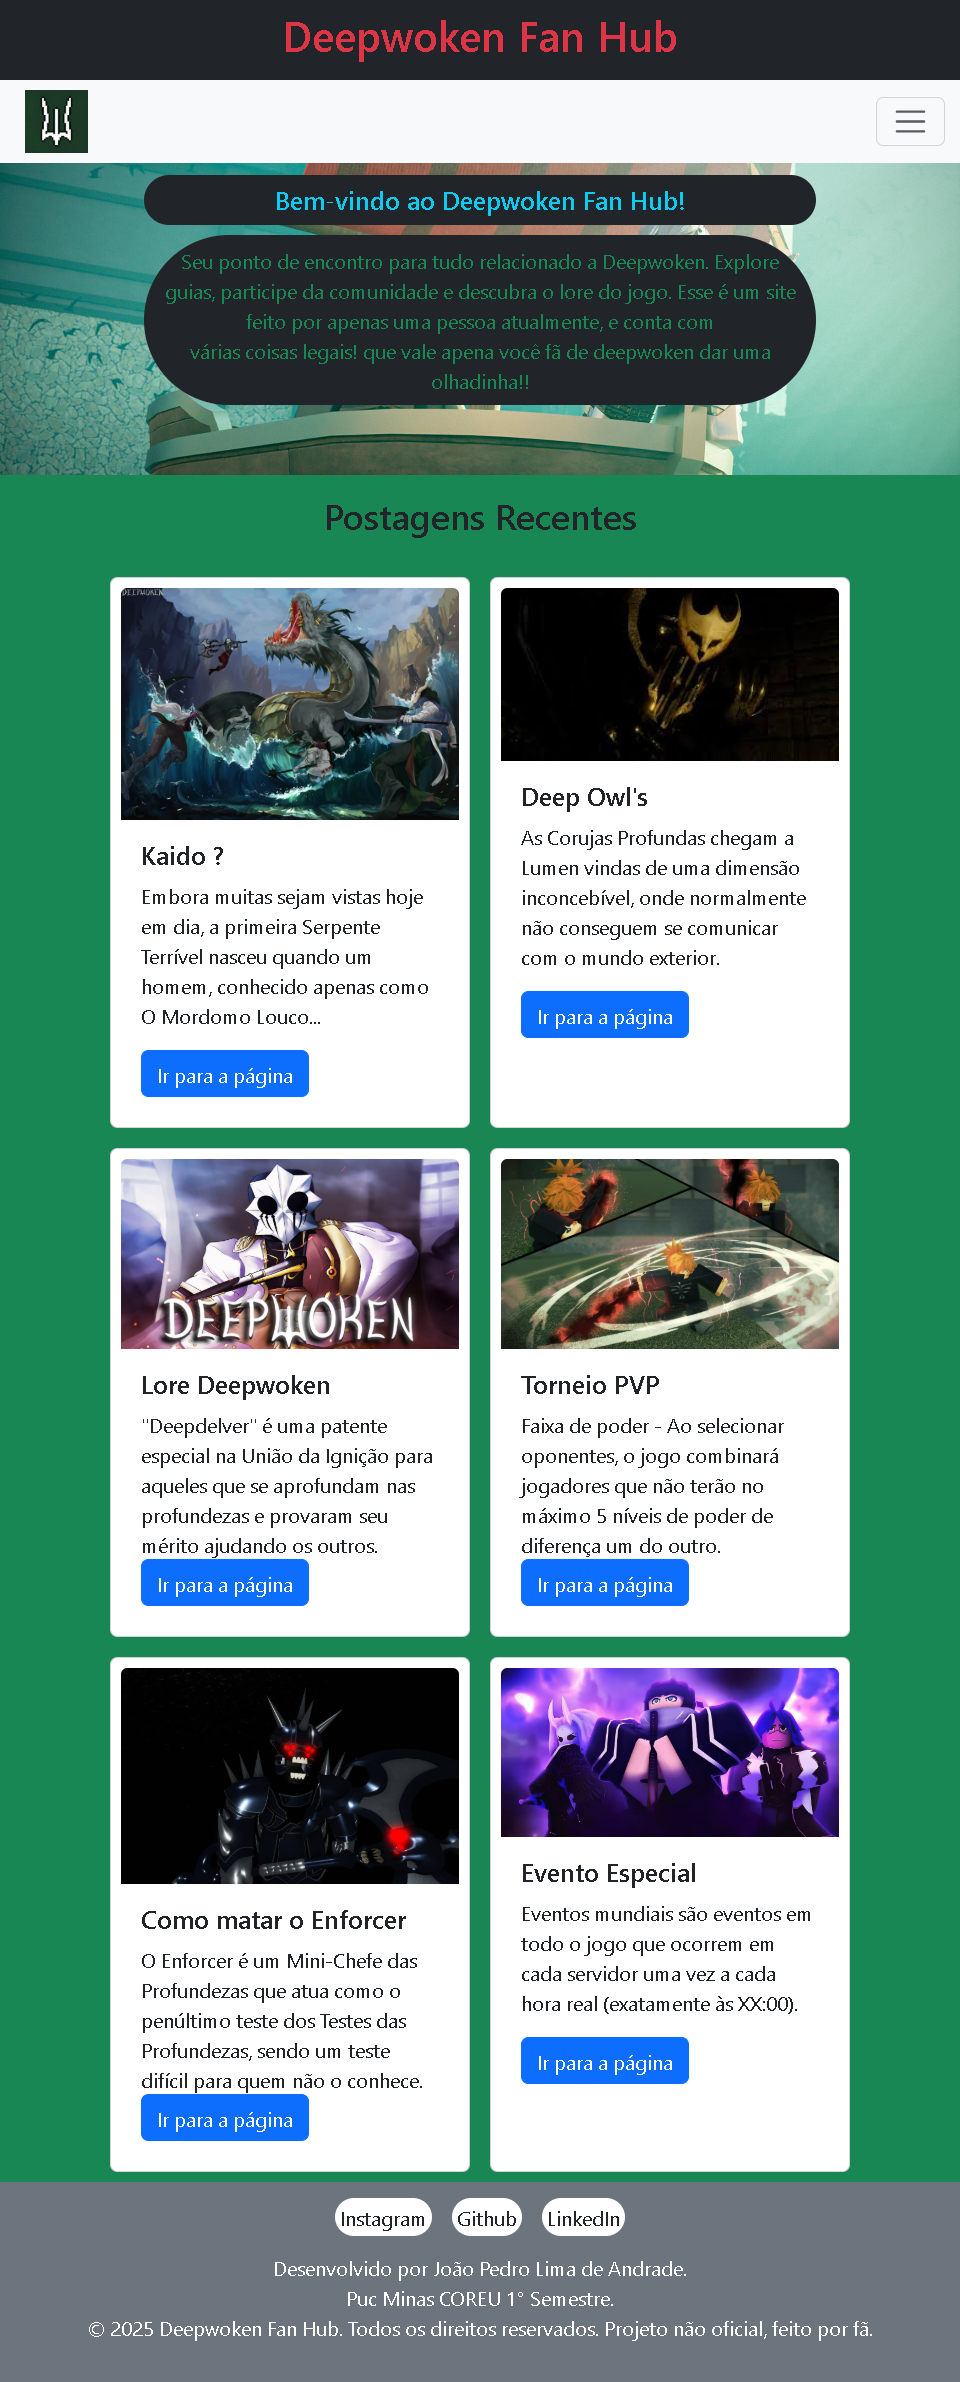 Deepwoken Fan Hub
Bem-vindo ao Deepwoken Fan Hub!
Seu ponto de encontro para tudo relacionado a Deepwoken. Explore
guias, participe da comunidade e descubra o lore do jogo. Esse é um site
feito por apenas uma pessoa atualmente, e conta com
várias coisas legais! que vale apena você fã de deepwoken dar uma
olhadinha!!
Postagens Recentes
DEEPWOKEN
Kaido ?
Embora muitas sejam vistas hoje
em dia, a primeira Serpente
Terrível nasceu quando um
homem, conhecido apenas como
O Mordomo Louco...
Ir para a página
Deep Owl's
As Corujas Profundas chegam a
Lumen vindas de uma dimensão
inconcebível, onde normalmente
não conseguem se comunicar
com o mundo exterior.
Ir para a página
DEEPWOKEN
Lore Deepwoken
"Deepdelver" é uma patente
especial na União da Ignição para
aqueles que se aprofundam nas
profundezas e provaram seu
mérito ajudando os outros.
Ir para a página
Torneio PVP
Faixa de poder - Ao selecionar
oponentes, o jogo combinará
jogadores que não terão no
máximo 5 níveis de poder de
diferença um do outro.
Ir para a página
Como matar o Enforcer
O Enforcer é um Mini-Chefe das
Profundezas que atua como o
penúltimo teste dos Testes das
Profundezas, sendo um teste
difícil para quem não o conhece.
Ir para a página
Evento Especial
Eventos mundiais são eventos em
todo o jogo que ocorrem em
cada servidor uma vez a cada
hora real (exatamente às XX:00).
Ir para a página
Instagram Github LinkedIn
Desenvolvido por João Pedro Lima de Andrade.
Puc Minas COREU 1° Semestre.
© 2025 Deepwoken Fan Hub. Todos os direitos reservados. Projeto não oficial, feito por fã.